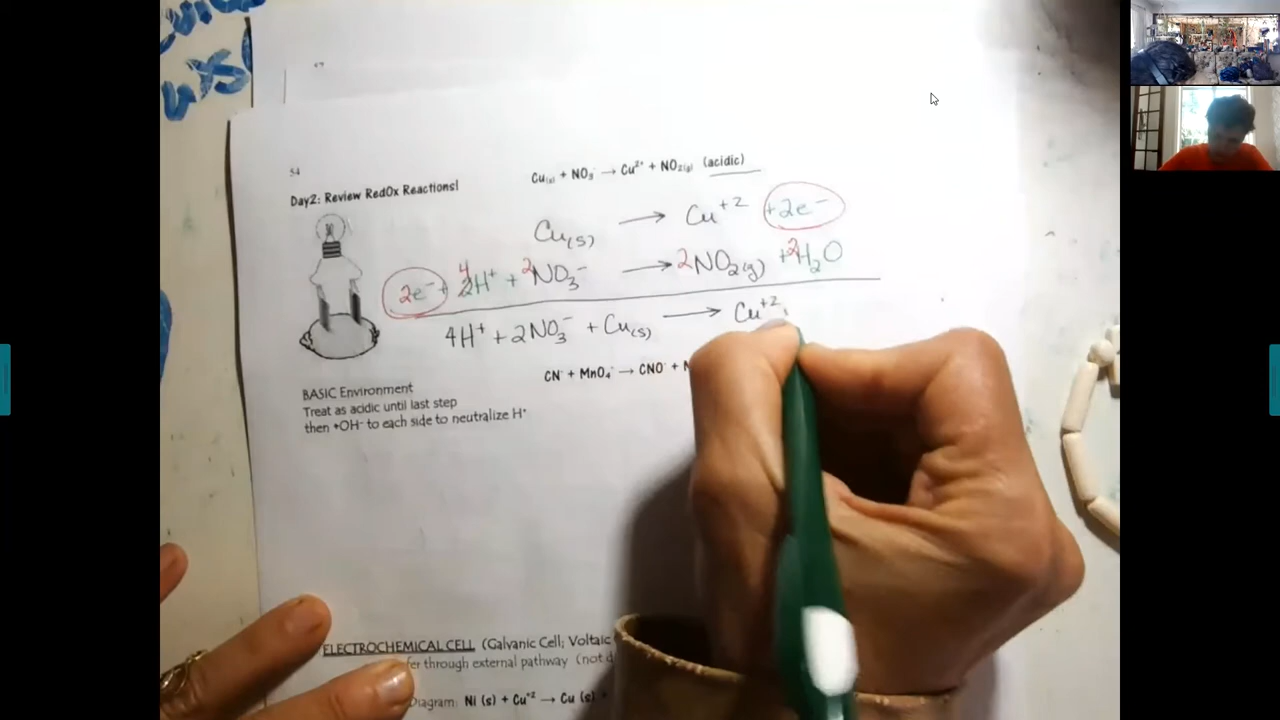 54
Day2: Review RedOx Reactions!
Cu(s) + NO3⁻ → Cu²⁺ + NO2(g) (acidic)
Cu(s) → Cu⁺² +2e⁻
2e⁻ + 4 2H⁺ + 2NO3⁻ → 2NO2(g) + 2H2O
4H⁺ + 2NO3⁻ + Cu(s) → Cu⁺²
CN⁻ + MnO4⁻ → CNO⁻ +
BASIC Environment
Treat as acidic until last step
then +OH⁻ to each side to neutralize H⁺
ELECTROCHEMICAL CELL (Galvanic Cell; Voltaic
fer through external pathway (not
Diagram: Ni (s) + Cu⁺² → Cu (s)